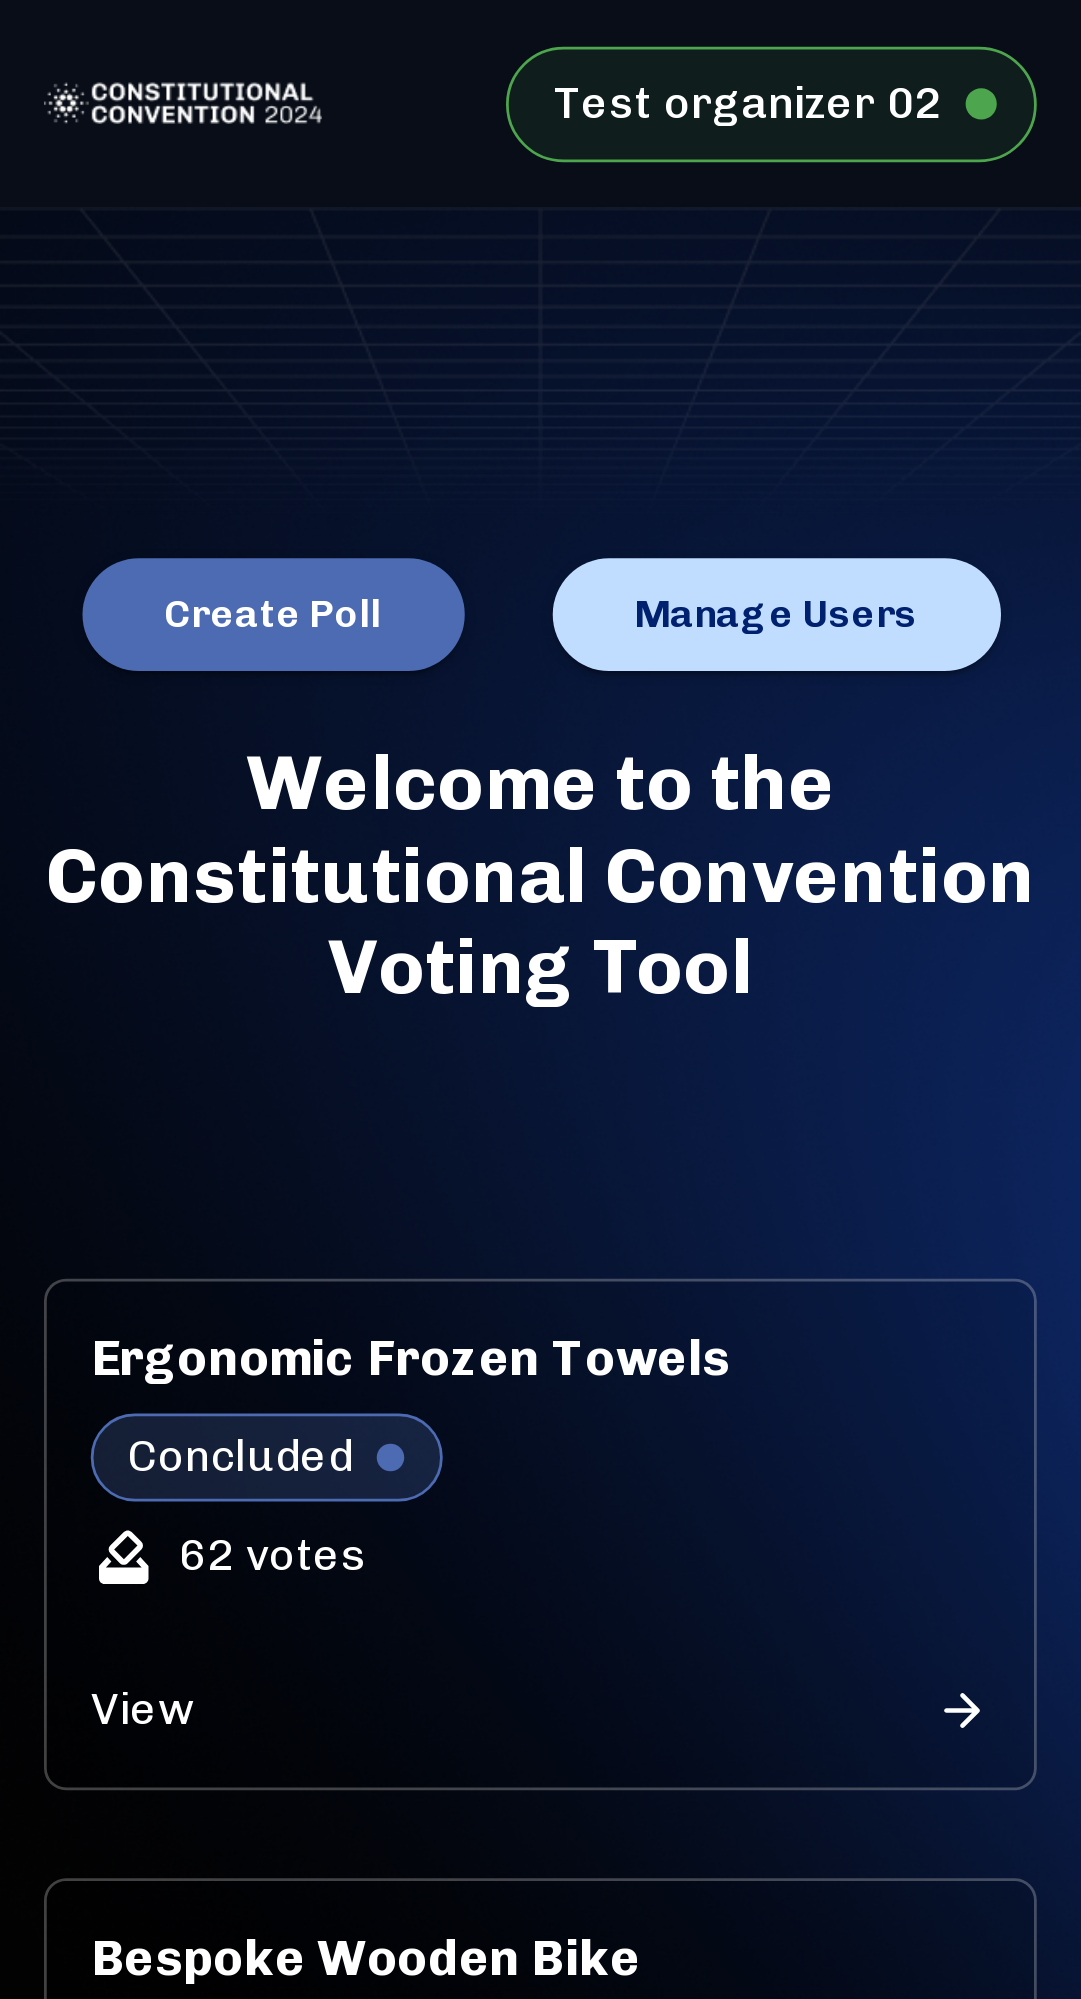 CONSTITUTIONAL
CONVENTION 2024
Test organizer 02
Create Poll
Manage Users
Welcome to the
Constitutional Convention
Voting Tool
Ergonomic Frozen Towels
Concluded
62 votes
View
Bespoke Wooden Bike